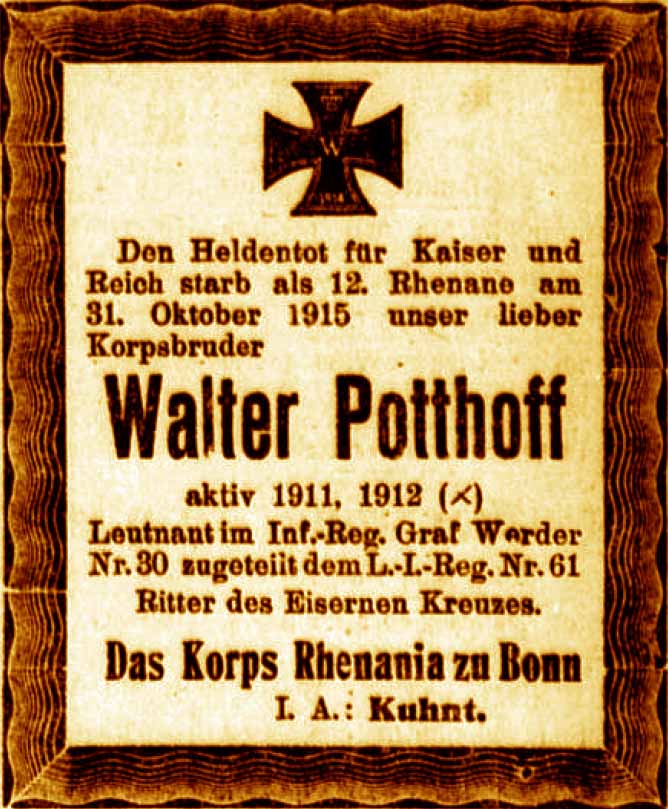 W
1914
Den Heldentot für Kaiser und
Reich starb als 12. Rhenane am
31. Oktober 1915 unser lieber
Korpsbruder
Walter Potthoff
aktiv 1911, 1912 (⚔)
Leutnant im Inf.-Reg. Graf Werder
Nr. 30 zugeteilt dem L.-I.-Reg. Nr. 61
Ritter des Eisernen Kreuzes.
Das Korps Rhenania zu Bonn
I. A.: Kuhnt.